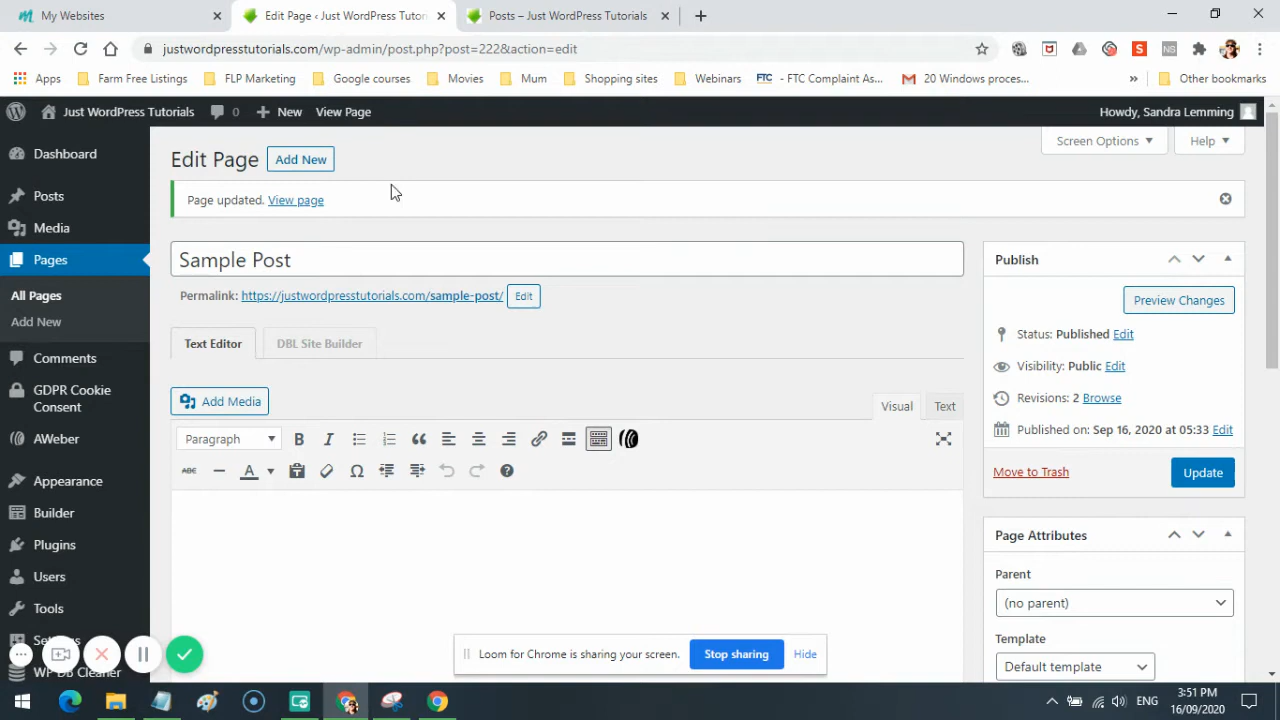 My Websites
Edit Page ‹ Just WordPress Tutori
Posts – Just WordPress Tutorials
justwordpresstutorials.com/wp-admin/post.php?post=222&action=edit
Apps
Farm Free Listings
FLP Marketing
Google courses
Movies
Mum
Shopping sites
Webinars
FTC - FTC Complaint As...
20 Windows proces...
»
Other bookmarks
Just WordPress Tutorials
0
New
View Page
Howdy, Sandra Lemming
Dashboard
Posts
Media
Pages
All Pages
Add New
Comments
GDPR Cookie
Consent
AWeber
Appearance
Builder
Plugins
Users
Tools
WP Db Cleaner
Edit Page
Add New
Screen Options
Help
Page updated. View page
Sample Post
Permalink: https://justwordpresstutorials.com/sample-post/ Edit
Text Editor
DBL Site Builder
Add Media
Visual
Text
Paragraph
B
I
ABC
A
Publish
Preview Changes
Status: Published Edit
Visibility: Public Edit
Revisions: 2 Browse
Published on: Sep 16, 2020 at 05:33 Edit
Move to Trash
Update
Page Attributes
Parent
(no parent)
Template
Default template
Loom for Chrome is sharing your screen.
Stop sharing
Hide
ENG
3:51 PM
16/09/2020